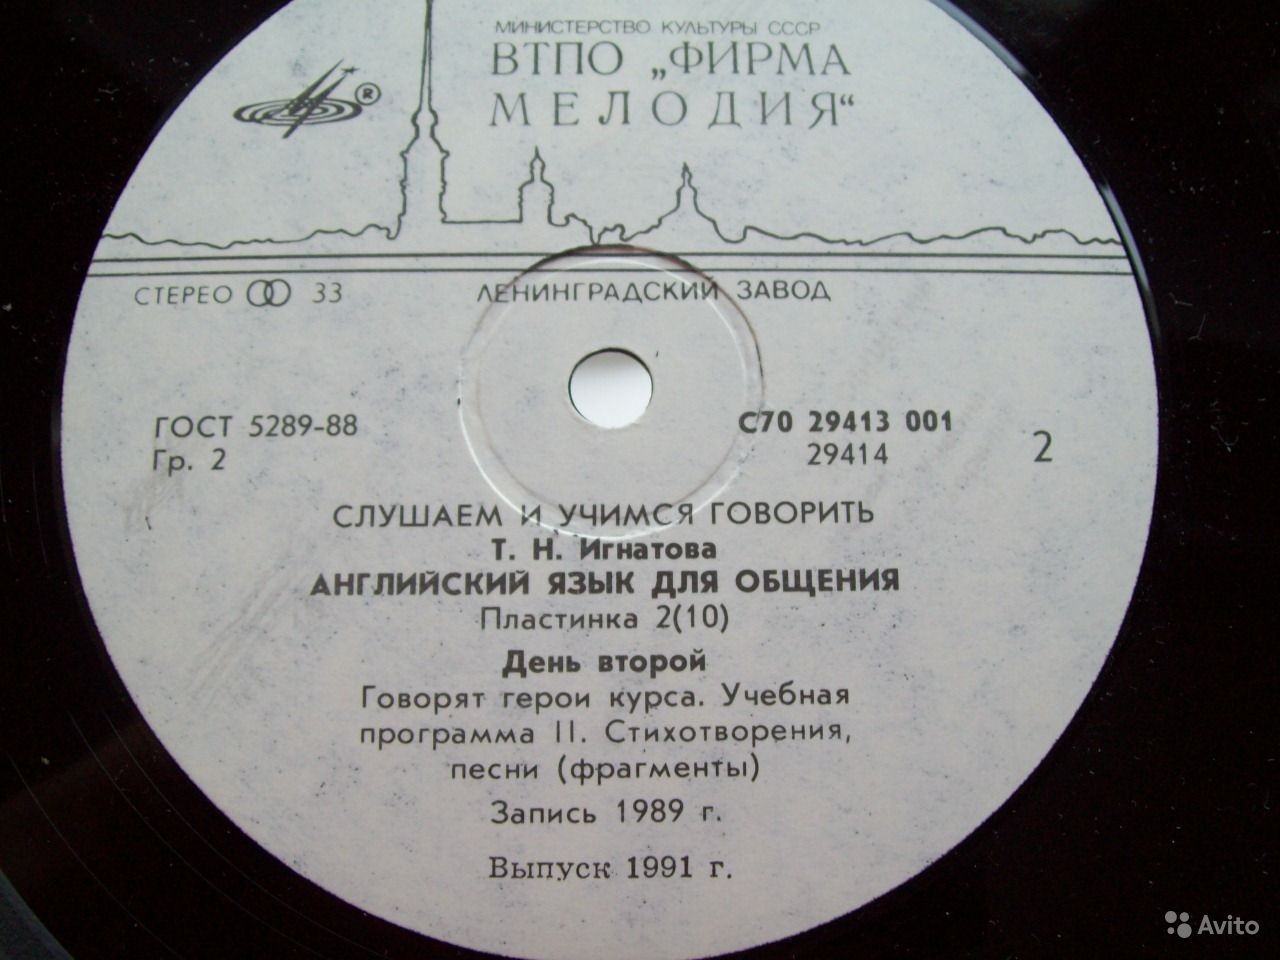 МИНИСТЕРСТВО КУЛЬТУРЫ СССР
ВТПО „ФИРМА
МЕЛОДИЯ“
®
СТЕРЕО 33
ЛЕНИНГРАДСКИЙ ЗАВОД
ГОСТ 5289-88
Гр. 2
С70 29413 001
29414
2
СЛУШАЕМ И УЧИМСЯ ГОВОРИТЬ
Т. Н. Игнатова
АНГЛИЙСКИЙ ЯЗЫК ДЛЯ ОБЩЕНИЯ
Пластинка 2(10)
День второй
Говорят герои курса. Учебная
программа II. Стихотворения,
песни (фрагменты)
Запись 1989 г.
Выпуск 1991 г.
Avito